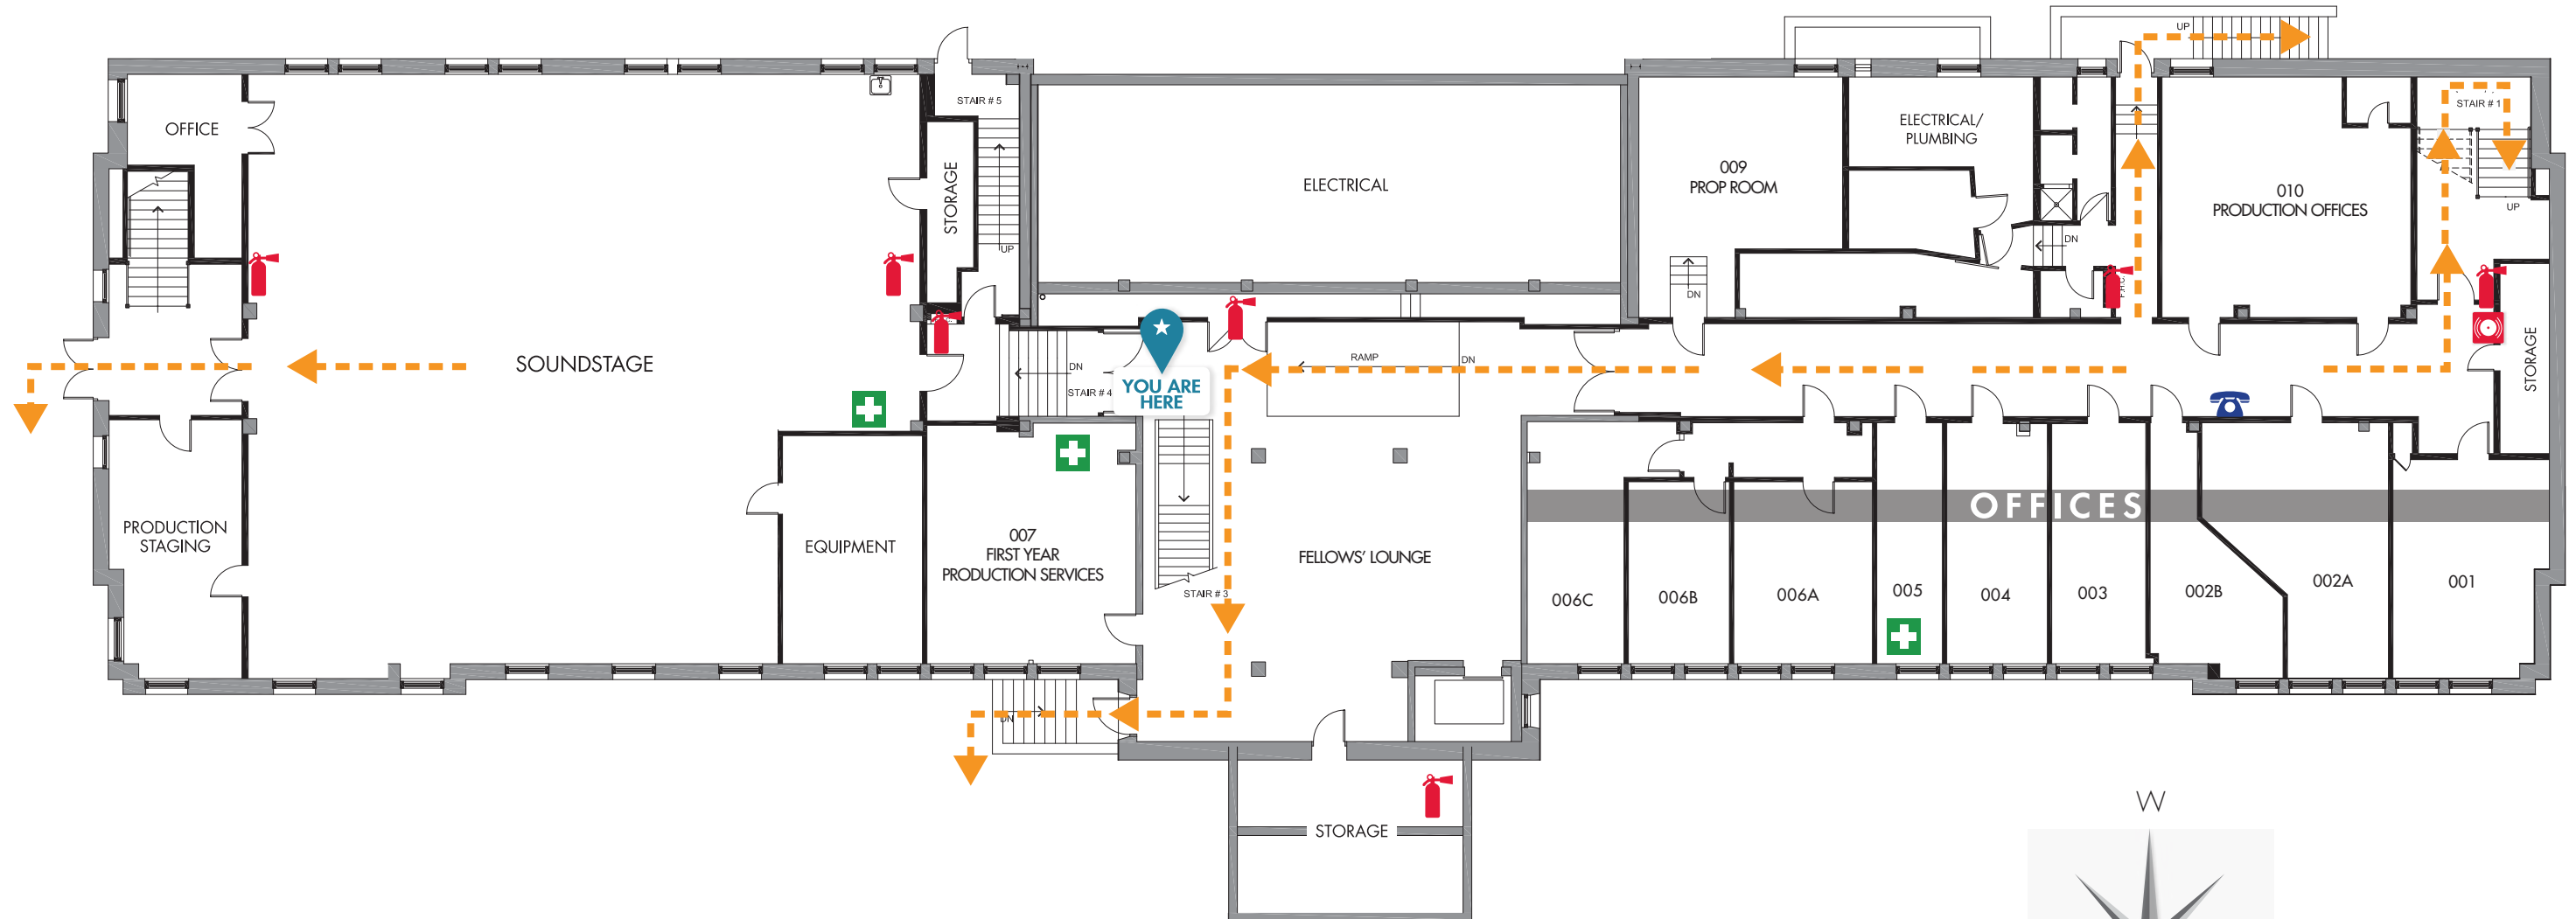 UP
STAIR # 5
STAIR # 1
OFFICE
ELECTRICAL/
PLUMBING
STORAGE
ELECTRICAL
009
PROP ROOM
010
PRODUCTION OFFICES
UP
DN
UP
DN
F.H.C.
SOUNDSTAGE
DN
STAIR # 4
YOU ARE
HERE
RAMP
DN
STORAGE
OFFICES
PRODUCTION
STAGING
EQUIPMENT
007
FIRST YEAR
PRODUCTION SERVICES
FELLOWS' LOUNGE
STAIR # 3
006C
006B
006A
005
004
003
002B
002A
001
DN
STORAGE
W